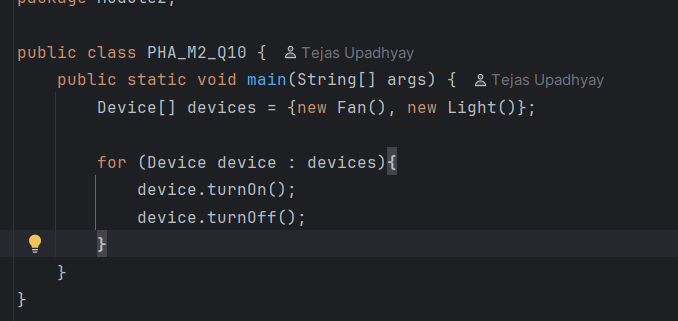 package Module2;
public class PHA_M2_Q10 { Tejas Upadhyay
public static void main(String[] args) { Tejas Upadhyay
Device[] devices = {new Fan(), new Light()};
for (Device device : devices){
device.turnOn();
device.turnOff();
}
}
}